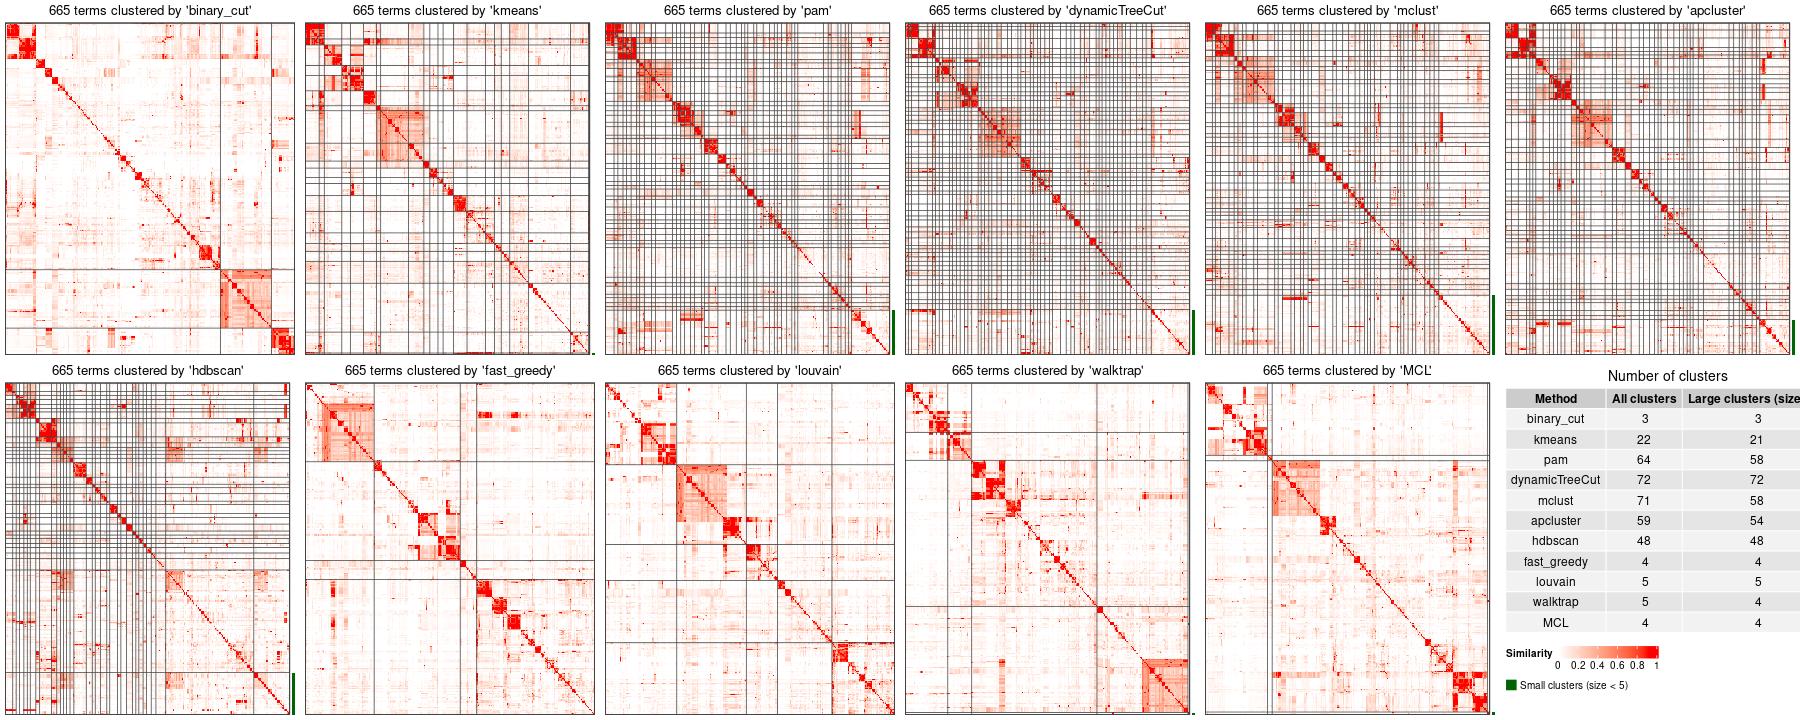 665 terms clustered by 'binary_cut'
665 terms clustered by 'kmeans'
665 terms clustered by 'pam'
665 terms clustered by 'dynamicTreeCut'
665 terms clustered by 'mclust'
665 terms clustered by 'apcluster'
665 terms clustered by 'hdbscan'
665 terms clustered by 'fast_greedy'
665 terms clustered by 'louvain'
665 terms clustered by 'walktrap'
665 terms clustered by 'MCL'
Number of clusters
Method All clusters Large clusters (size
binary_cut 3 3
kmeans 22 21
pam 64 58
dynamicTreeCut 72 72
mclust 71 58
apcluster 59 54
hdbscan 48 48
fast_greedy 4 4
louvain 5 5
walktrap 5 4
MCL 4 4
Similarity
0 0.2 0.4 0.6 0.8 1
Small clusters (size < 5)